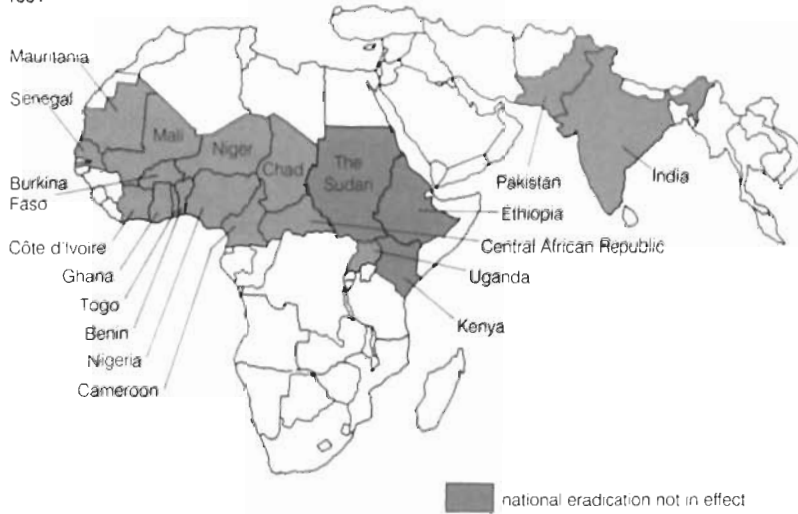 Mauritania
Senegal
Mali
Niger
Chad
The
Sudan
Burkina
Faso
Pakistan
India
Ethiopia
Côte d'Ivoire
Central African Republic
Ghana
Uganda
Togo
Benin
Kenya
Nigeria
Cameroon
national eradication not in effect